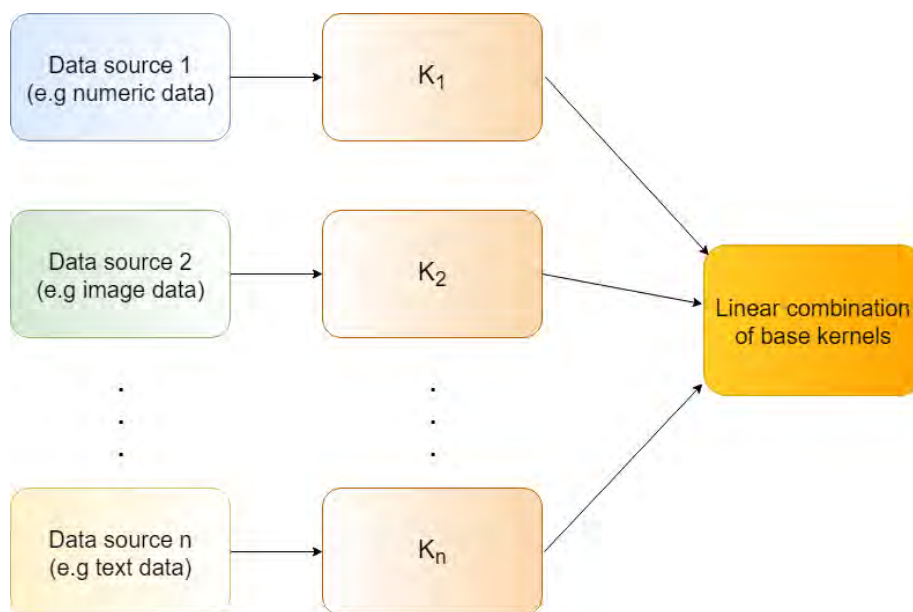 Data source 1
(e.g numeric data)
K1
Data source 2
(e.g image data)
K2
Linear combination
of base kernels
.
.
.
.
.
.
Data source n
(e.g text data)
Kn